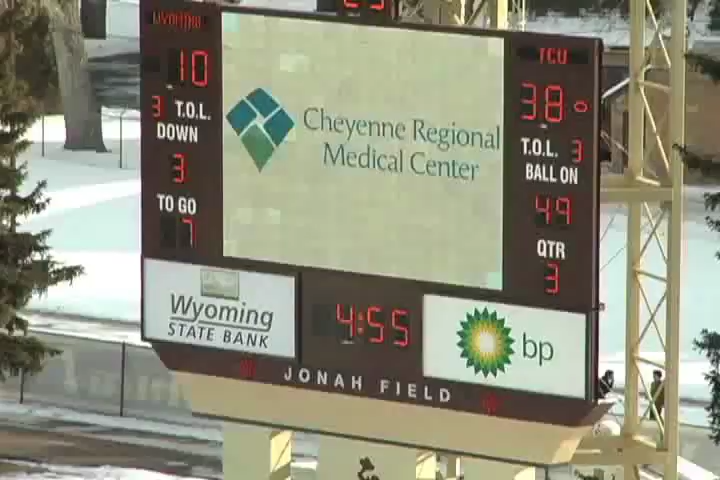 WYOMING
TCU
10
38
3 T.O.L.
T.O.L. 3
DOWN
3
BALL ON
49
TO GO
7
QTR
3
Cheyenne Regional
Medical Center
Wyoming
STATE BANK
4:55
bp
JONAH FIELD